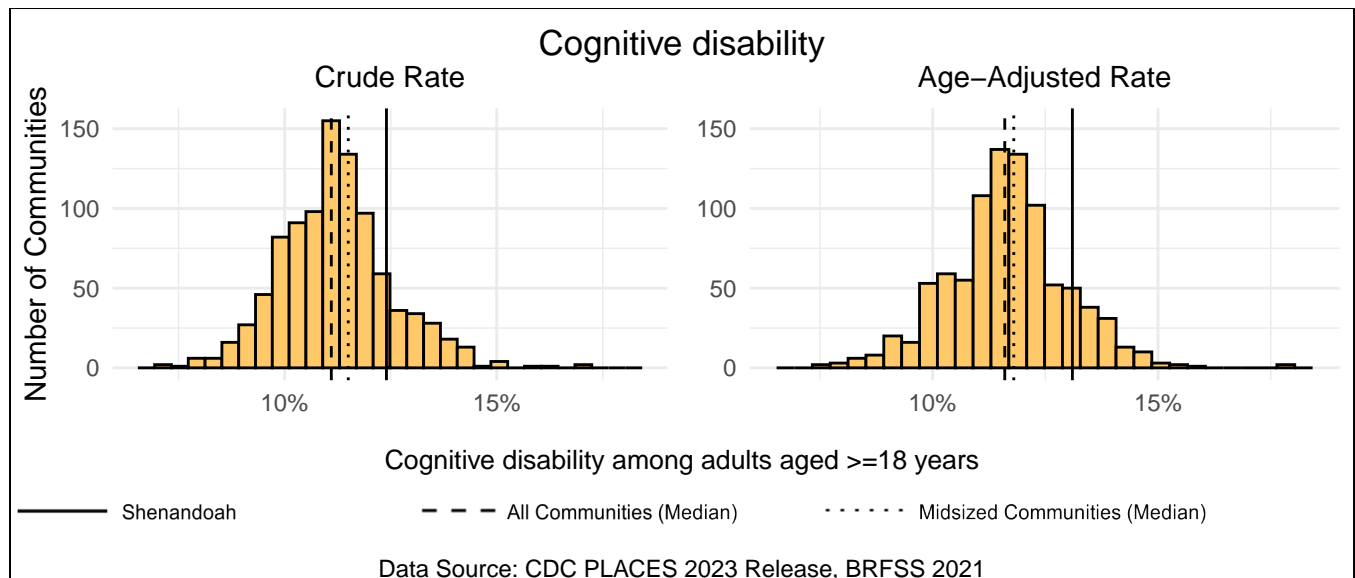 Cognitive disability
Crude Rate
Age−Adjusted Rate
Number of Communities
150
100
50
0
10%
15%
150
100
50
0
10%
15%
Cognitive disability among adults aged >=18 years
Shenandoah
All Communities (Median)
Midsized Communities (Median)
Data Source: CDC PLACES 2023 Release, BRFSS 2021